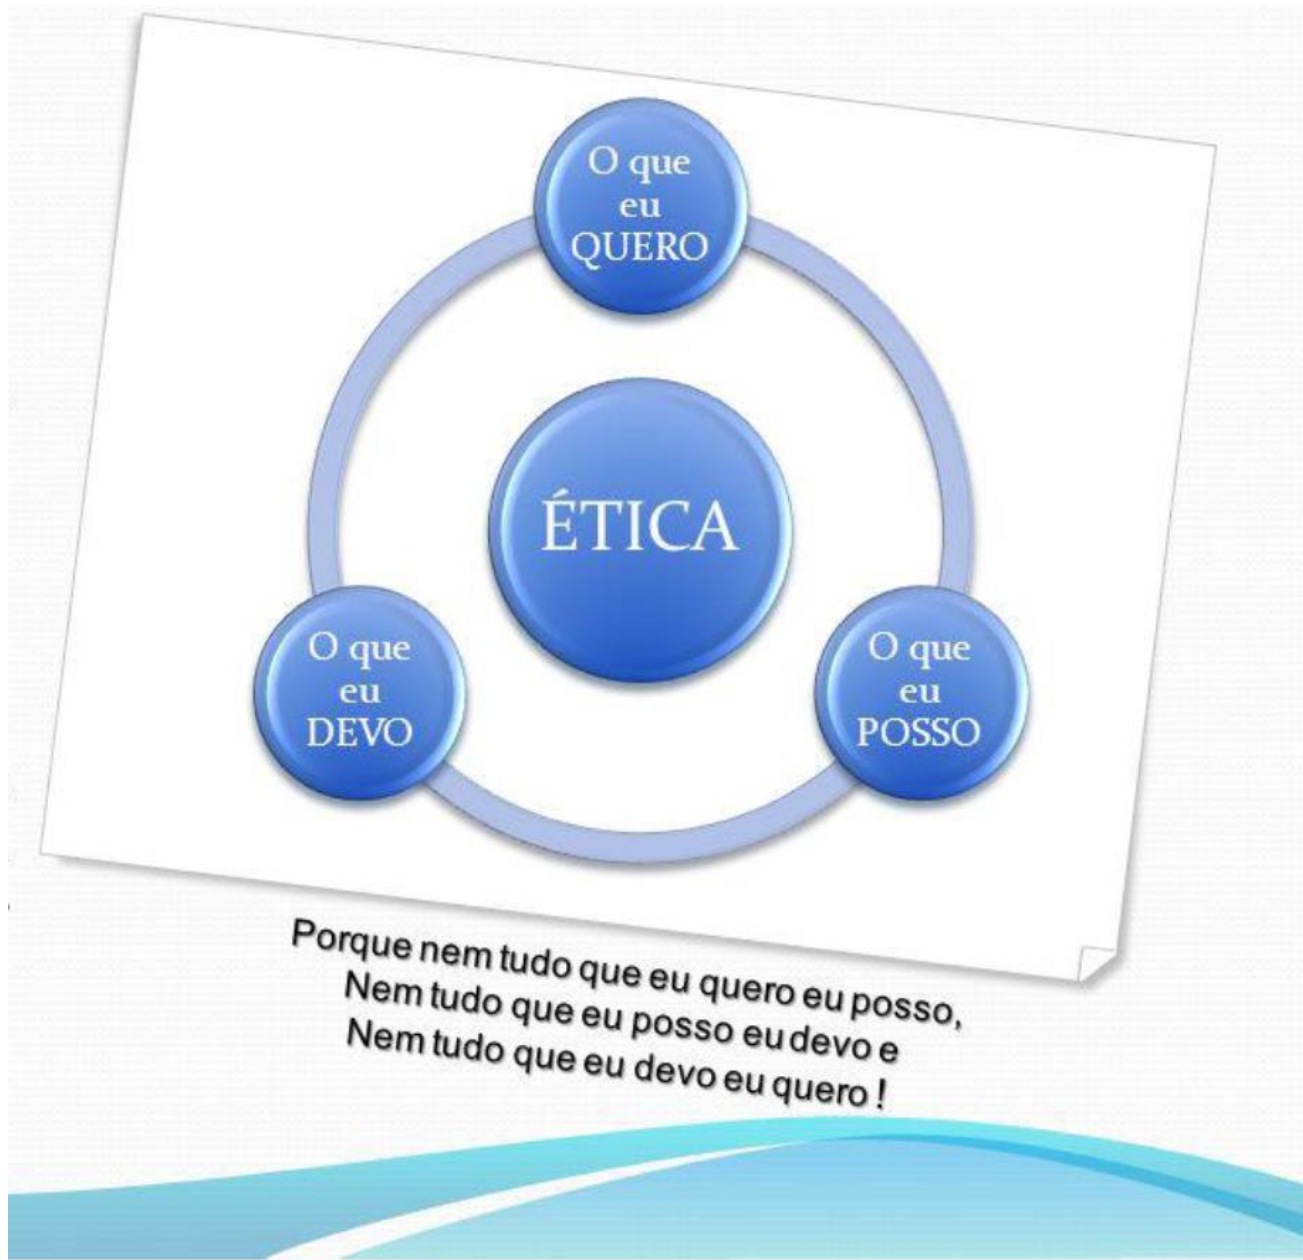 O que
eu
QUERO
ÉTICA
O que
eu
DEVO
O que
eu
POSSO
Porque nem tudo que eu quero eu posso,
Nem tudo que eu posso eu devo e
Nem tudo que eu devo eu quero !